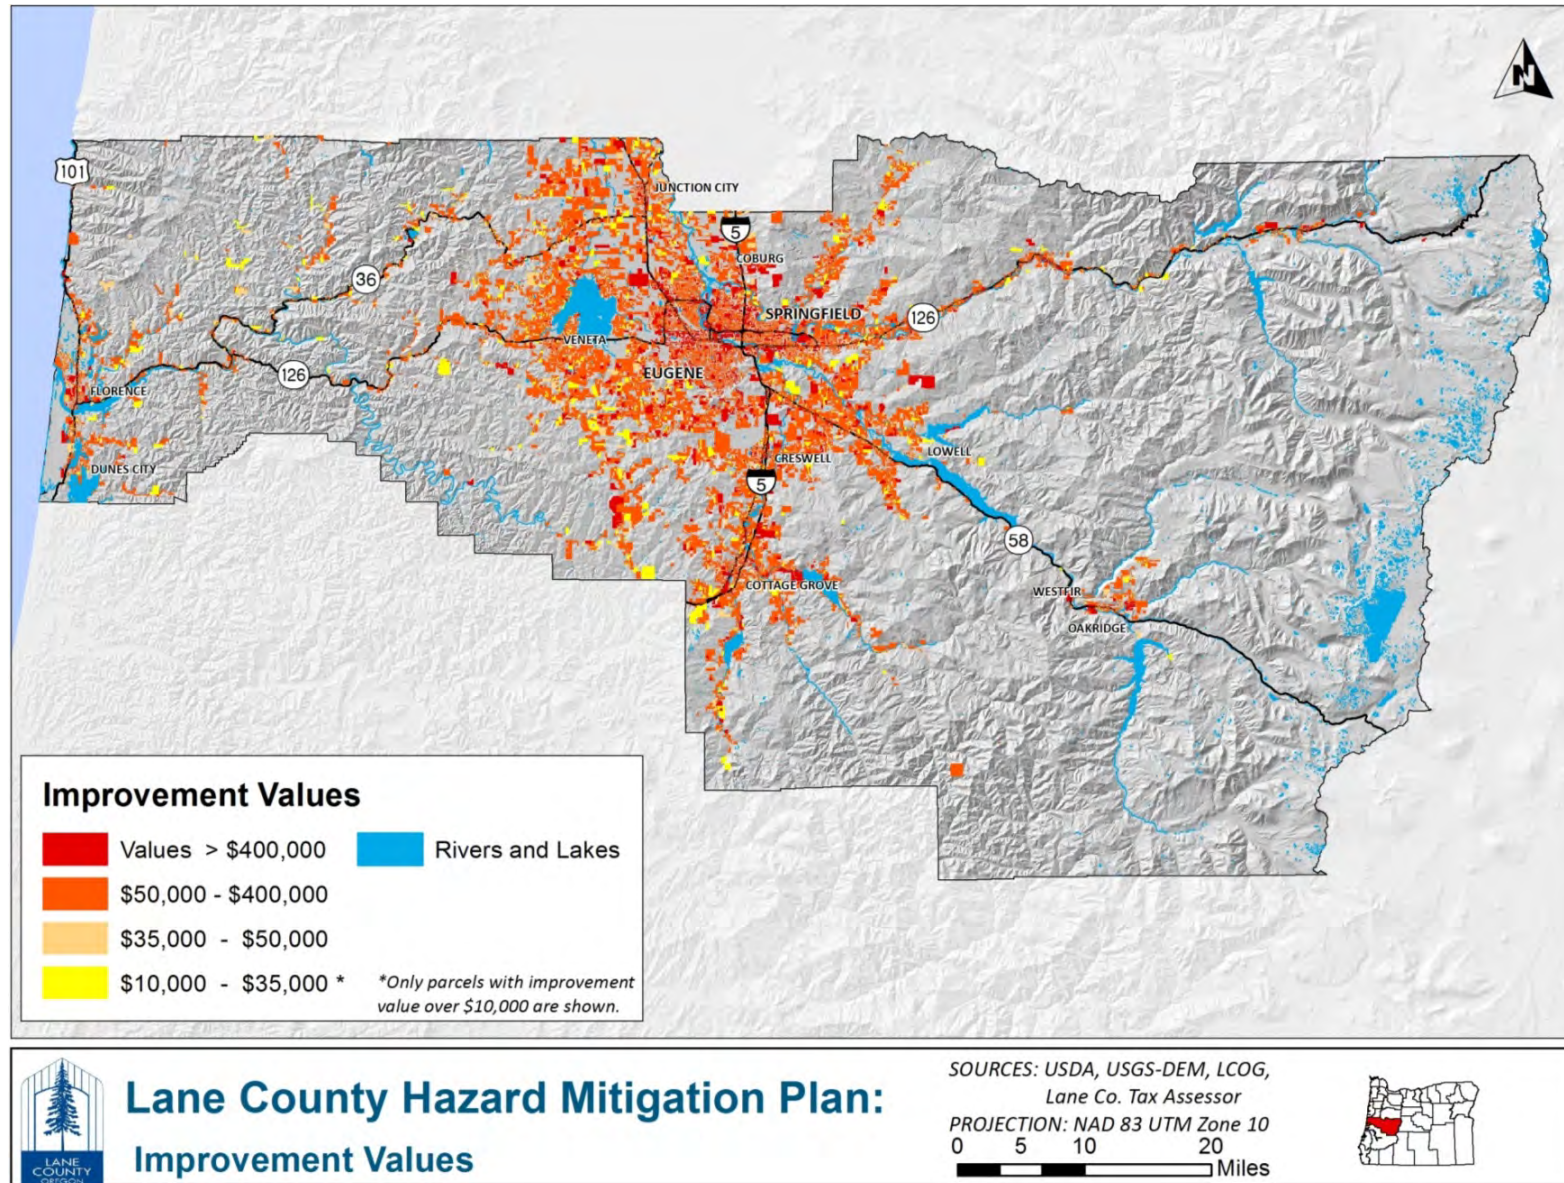 N
101
JUNCTION CITY
5
COBURG
36
SPRINGFIELD
126
VENETA
EUGENE
126
FLORENCE
LOWELL
CRESWELL
DUNES CITY
5
58
COTTAGE GROVE
WESTFIR
OAKRIDGE
Improvement Values
Values > $400,000
Rivers and Lakes
$50,000 - $400,000
$35,000 - $50,000
$10,000 - $35,000 *
*Only parcels with improvement
value over $10,000 are shown.
LANE
COUNTY
OREGON
Lane County Hazard Mitigation Plan:
Improvement Values
SOURCES: USDA, USGS-DEM, LCOG,
Lane Co. Tax Assessor
PROJECTION: NAD 83 UTM Zone 10
0 5 10 20
Miles